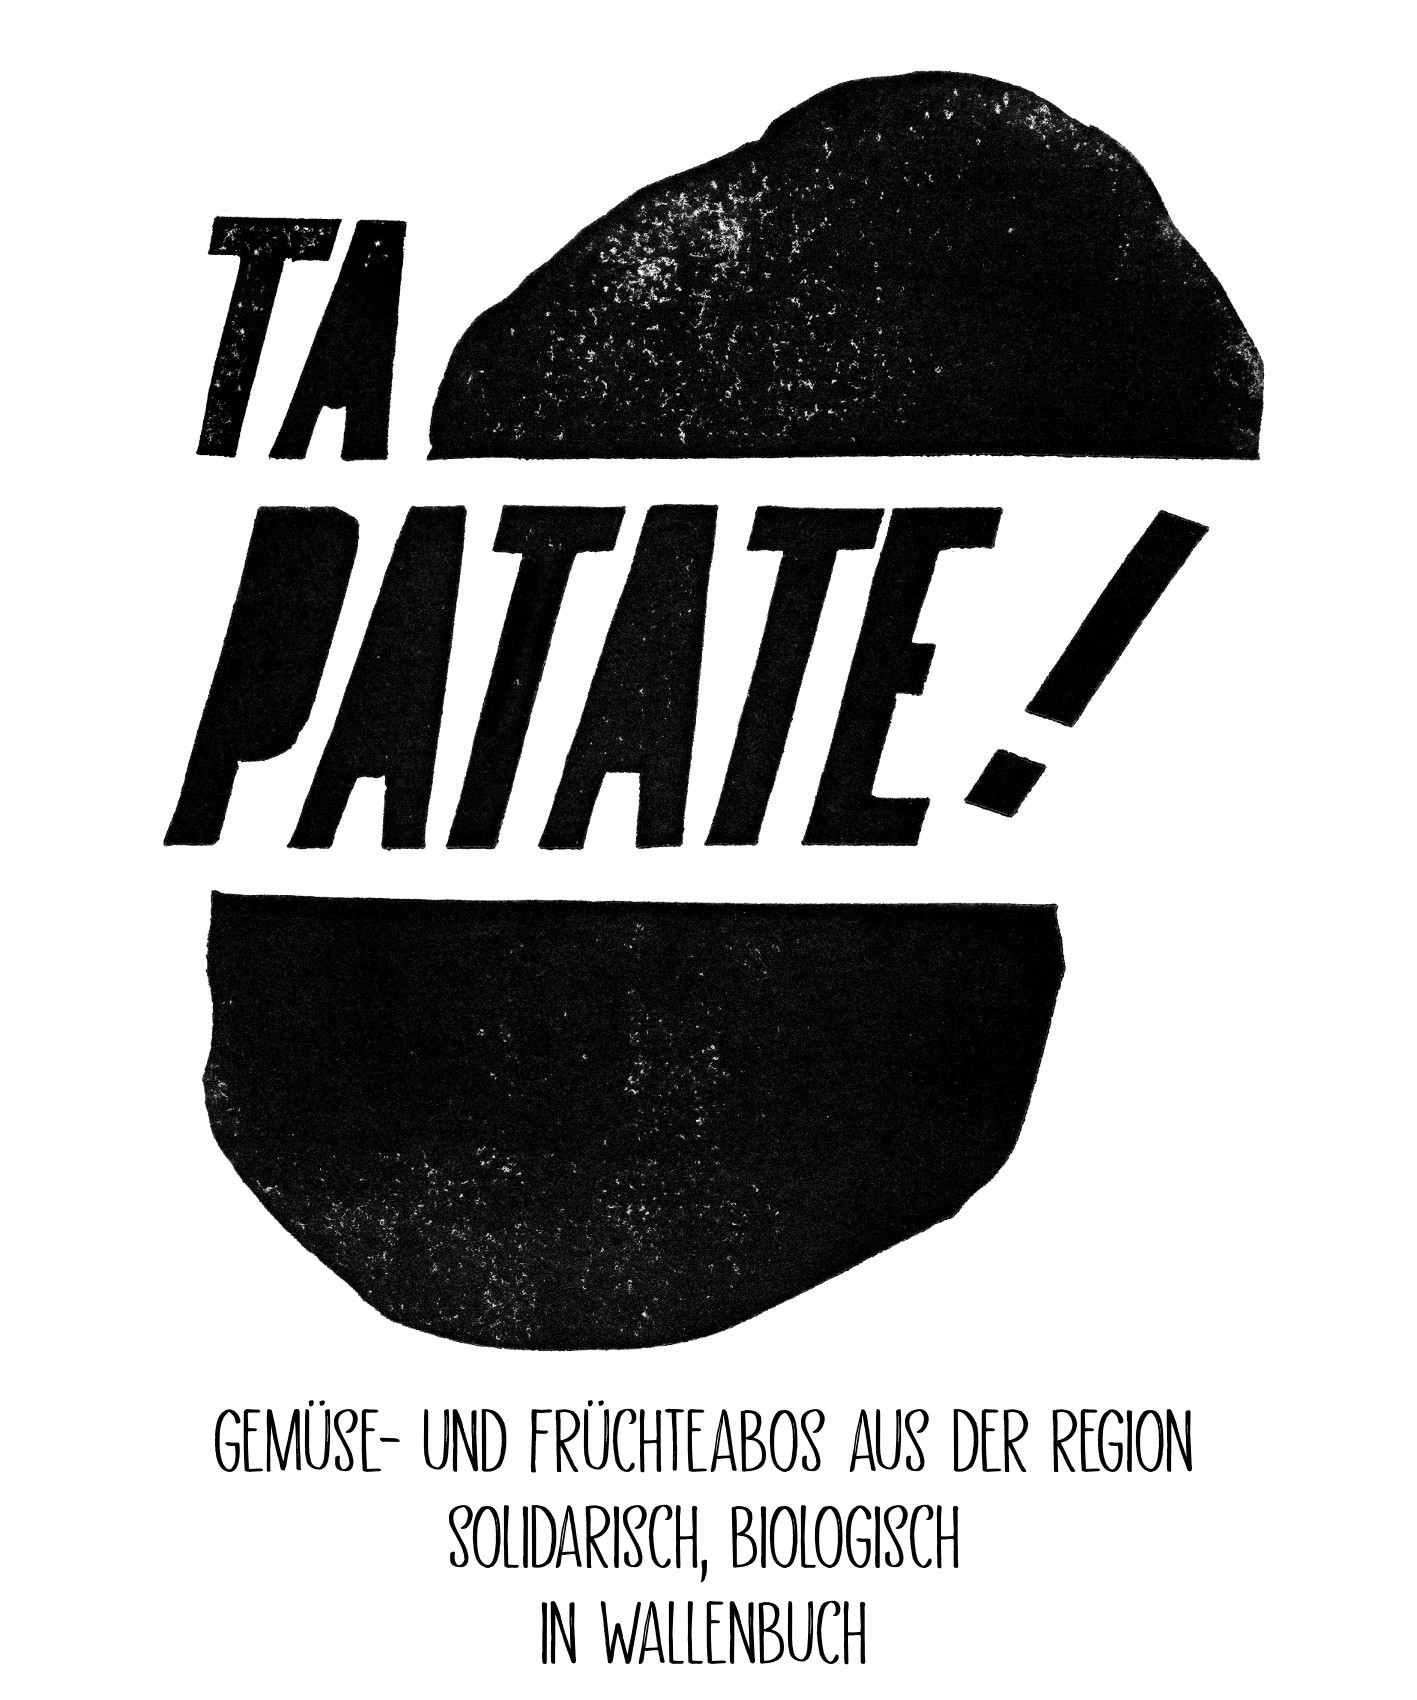 TA
PATATE!
GEMÜSE- UND FRÜCHTEABOS AUS DER REGION
SOLIDARISCH, BIOLOGISCH
IN WALLENBUCH